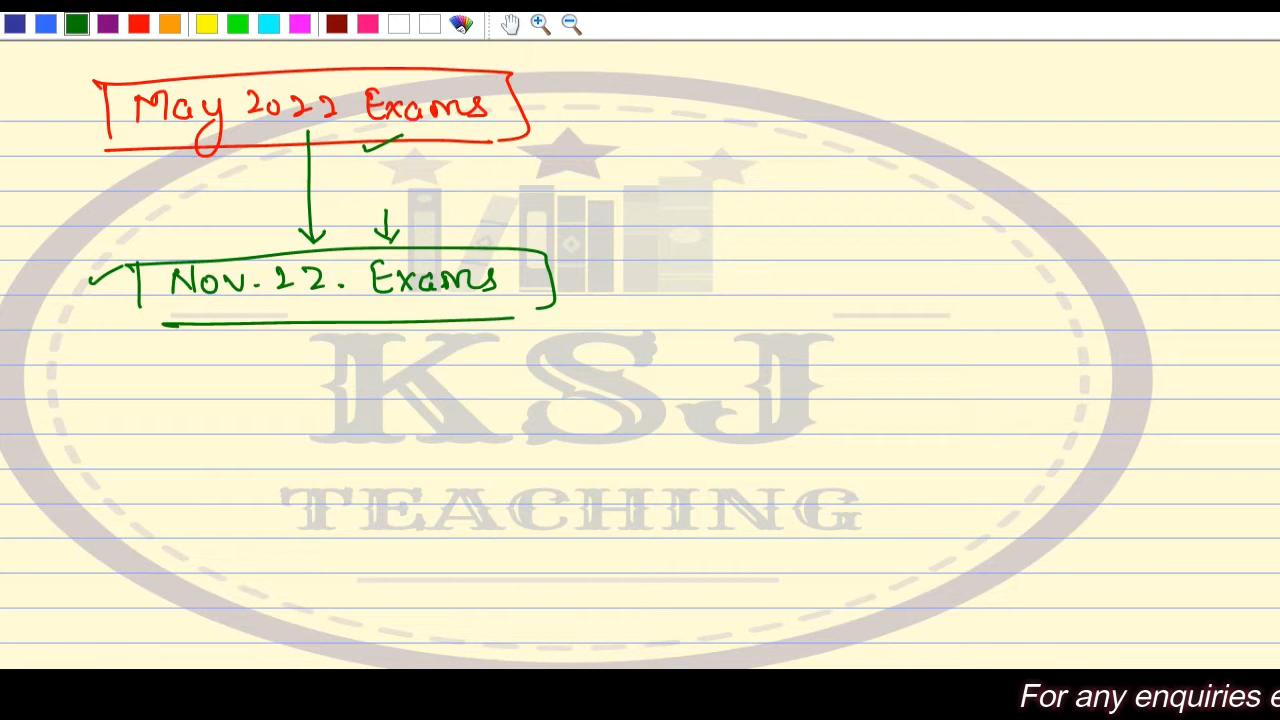 May 2022 Exams
Nov. 22. Exams
KSJ
TEACHING
For any enquiries e